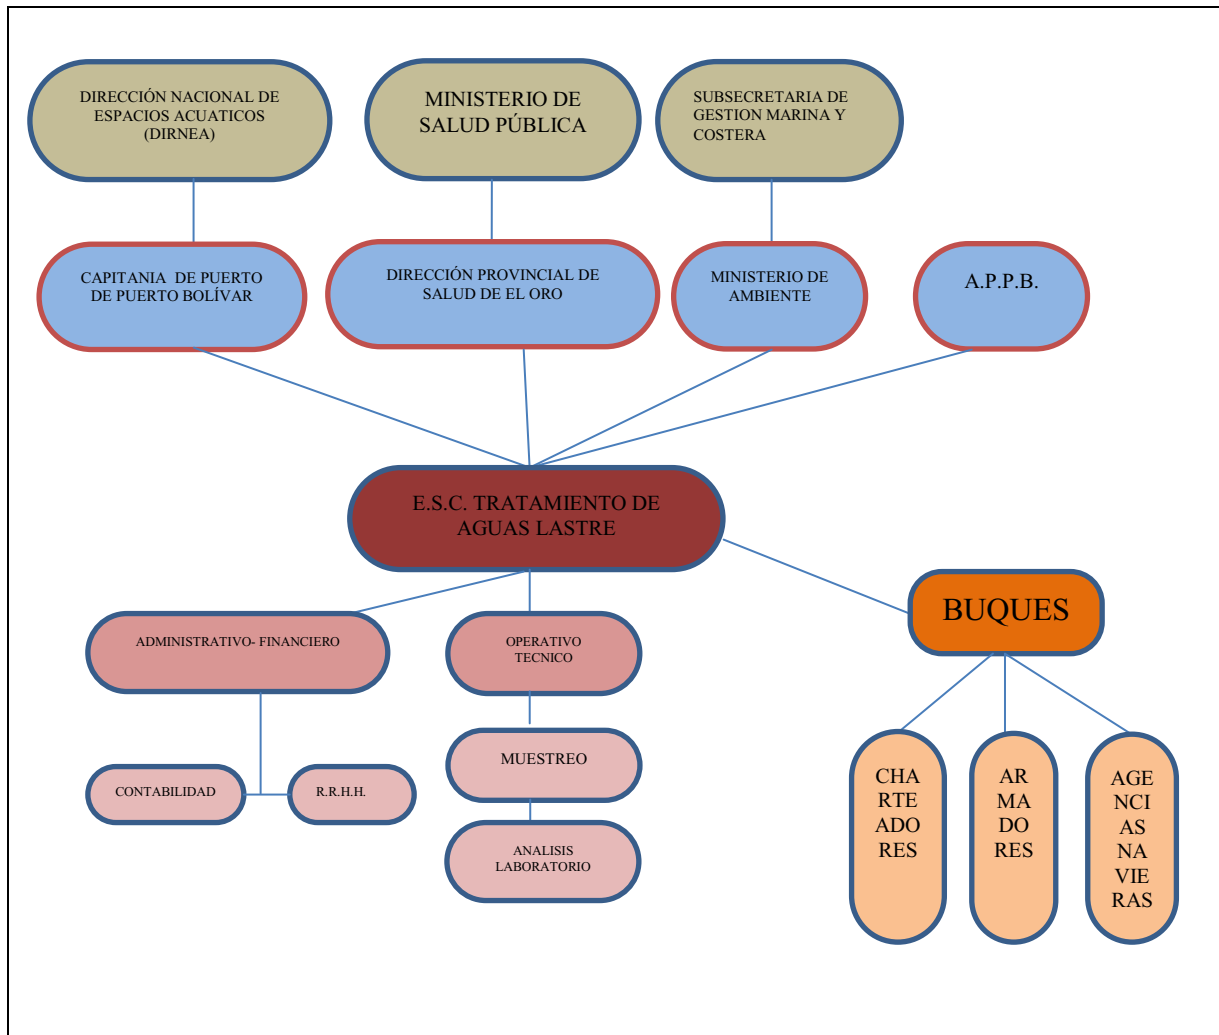 DIRECCIÓN NACIONAL DE
ESPACIOS ACUATICOS
(DIRNEA)
MINISTERIO DE
SALUD PÚBLICA
SUBSECRETARIA DE
GESTION MARINA Y
COSTERA
CAPITANIA DE PUERTO
DE PUERTO BOLÍVAR
DIRECCIÓN PROVINCIAL DE
SALUD DE EL ORO
MINISTERIO DE
AMBIENTE
A.P.P.B.
E.S.C. TRATAMIENTO DE
AGUAS LASTRE
ADMINISTRATIVO- FINANCIERO
OPERATIVO
TECNICO
BUQUES
CONTABILIDAD
R.R.H.H.
MUESTREO
ANALISIS
LABORATORIO
CHA
RTE
ADO
RES
AR
MA
DO
RES
AGE
NCI
AS
NA
VIE
RAS